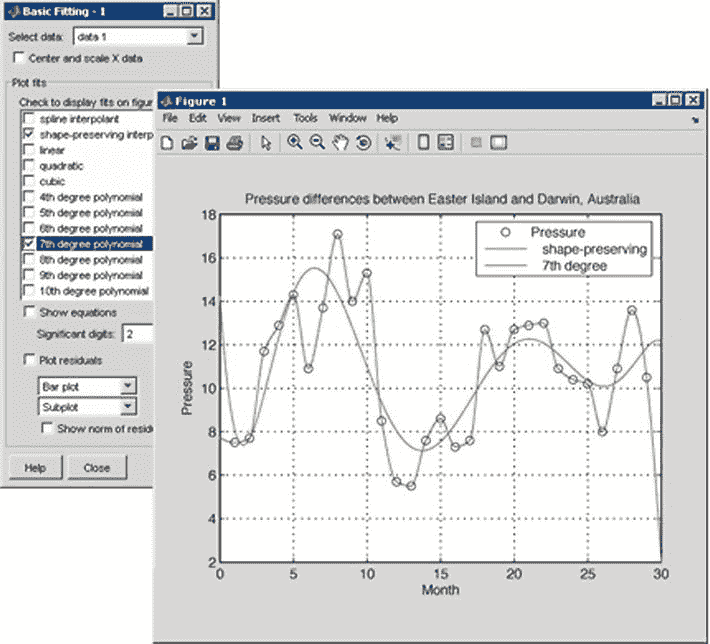 Basic Fitting - 1
Select data: data 1
Center and scale X data
Plot fits
Check to display fits on figur
spline interpolant
shape-preserving interp
linear
quadratic
cubic
4th degree polynomial
5th degree polynomial
6th degree polynomial
7th degree polynomial
8th degree polynomial
9th degree polynomial
10th degree polynomial
Show equations
Significant digits: 2
Plot residuals
Bar plot
Subplot
Show norm of resid
Help Close
Figure 1
File Edit View Insert Tools Window Help
Pressure differences between Easter Island and Darwin, Australia
Pressure
shape-preserving
7th degree
18
16
14
12
10
8
6
4
2
Pressure
0 5 10 15 20 25 30
Month